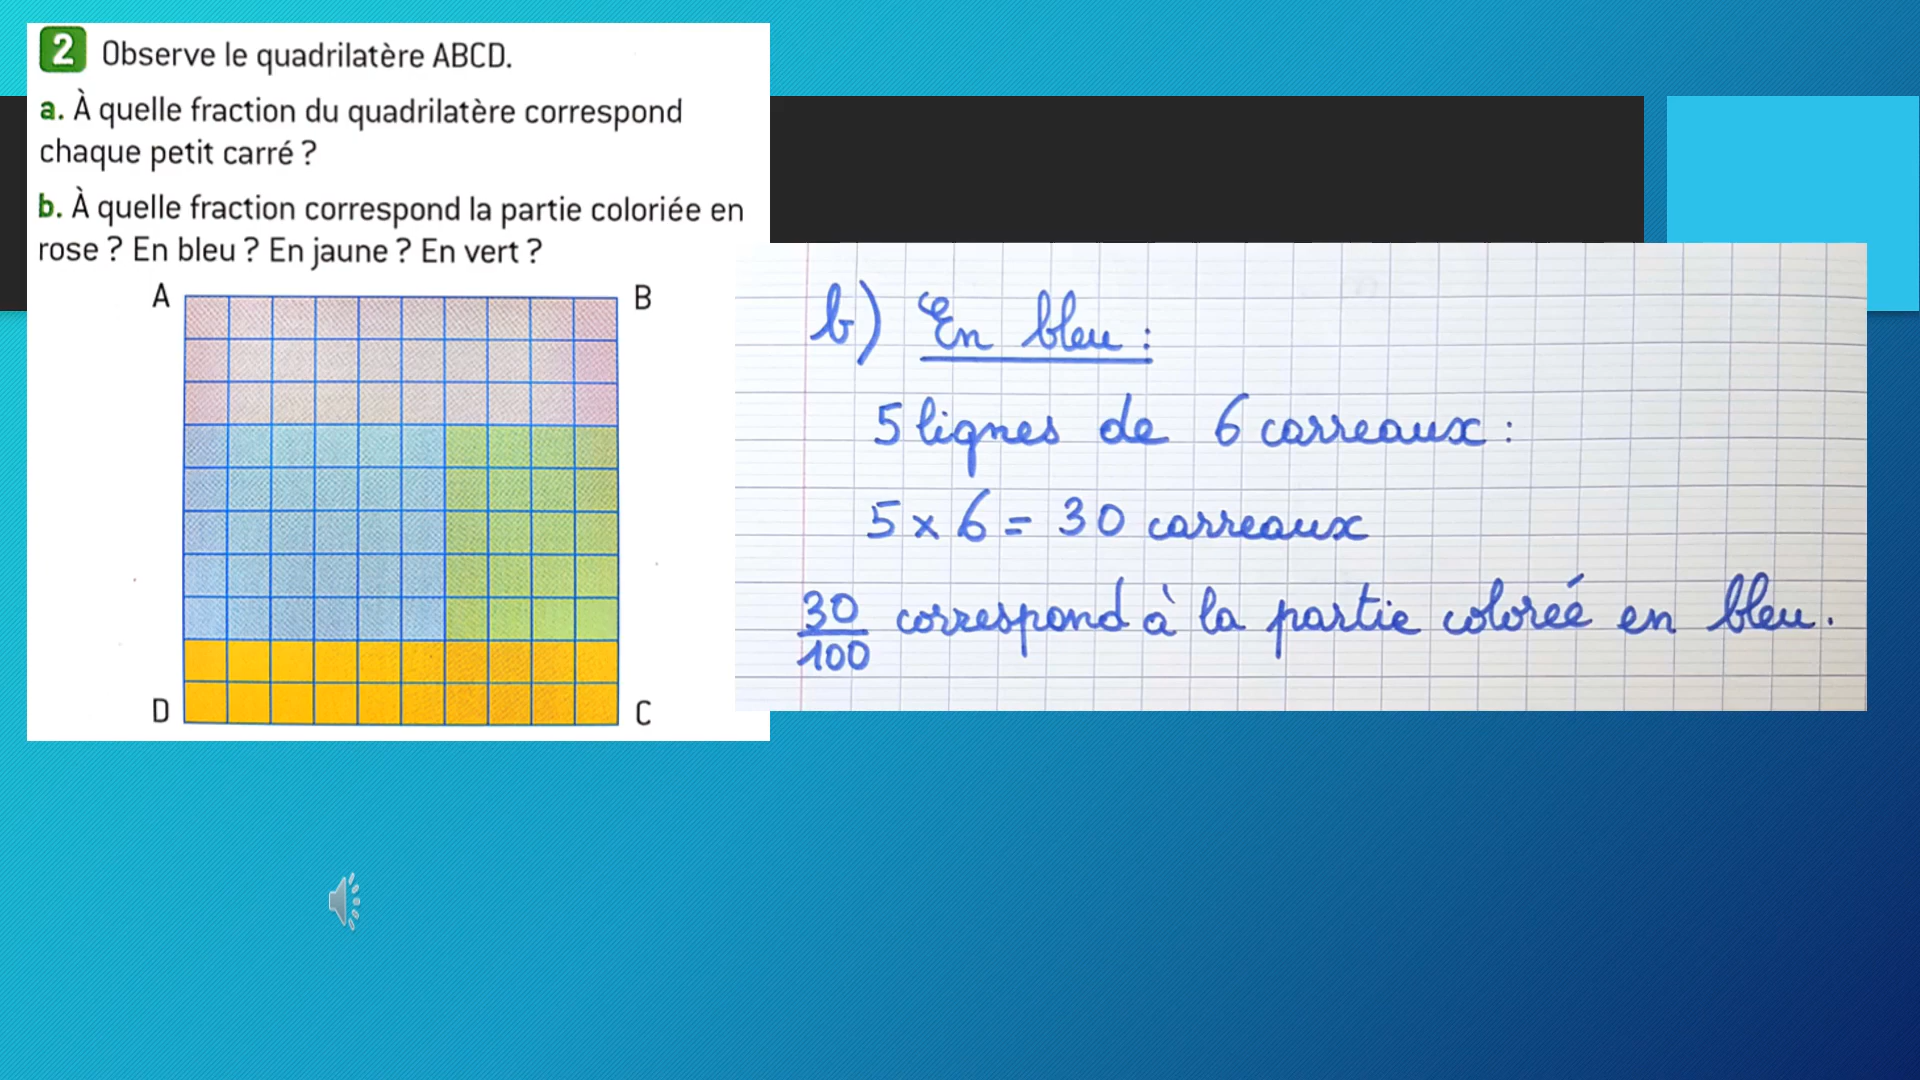 2 Observe le quadrilatère ABCD.
a. À quelle fraction du quadrilatère correspond
chaque petit carré ?
b. À quelle fraction correspond la partie coloriée en
rose ? En bleu ? En jaune ? En vert ?
A B
D C
b) En bleu :
5 lignes de 6 carreaux :
5 x 6 = 30 carreaux
30/100 correspond à la partie coloreé en bleu.